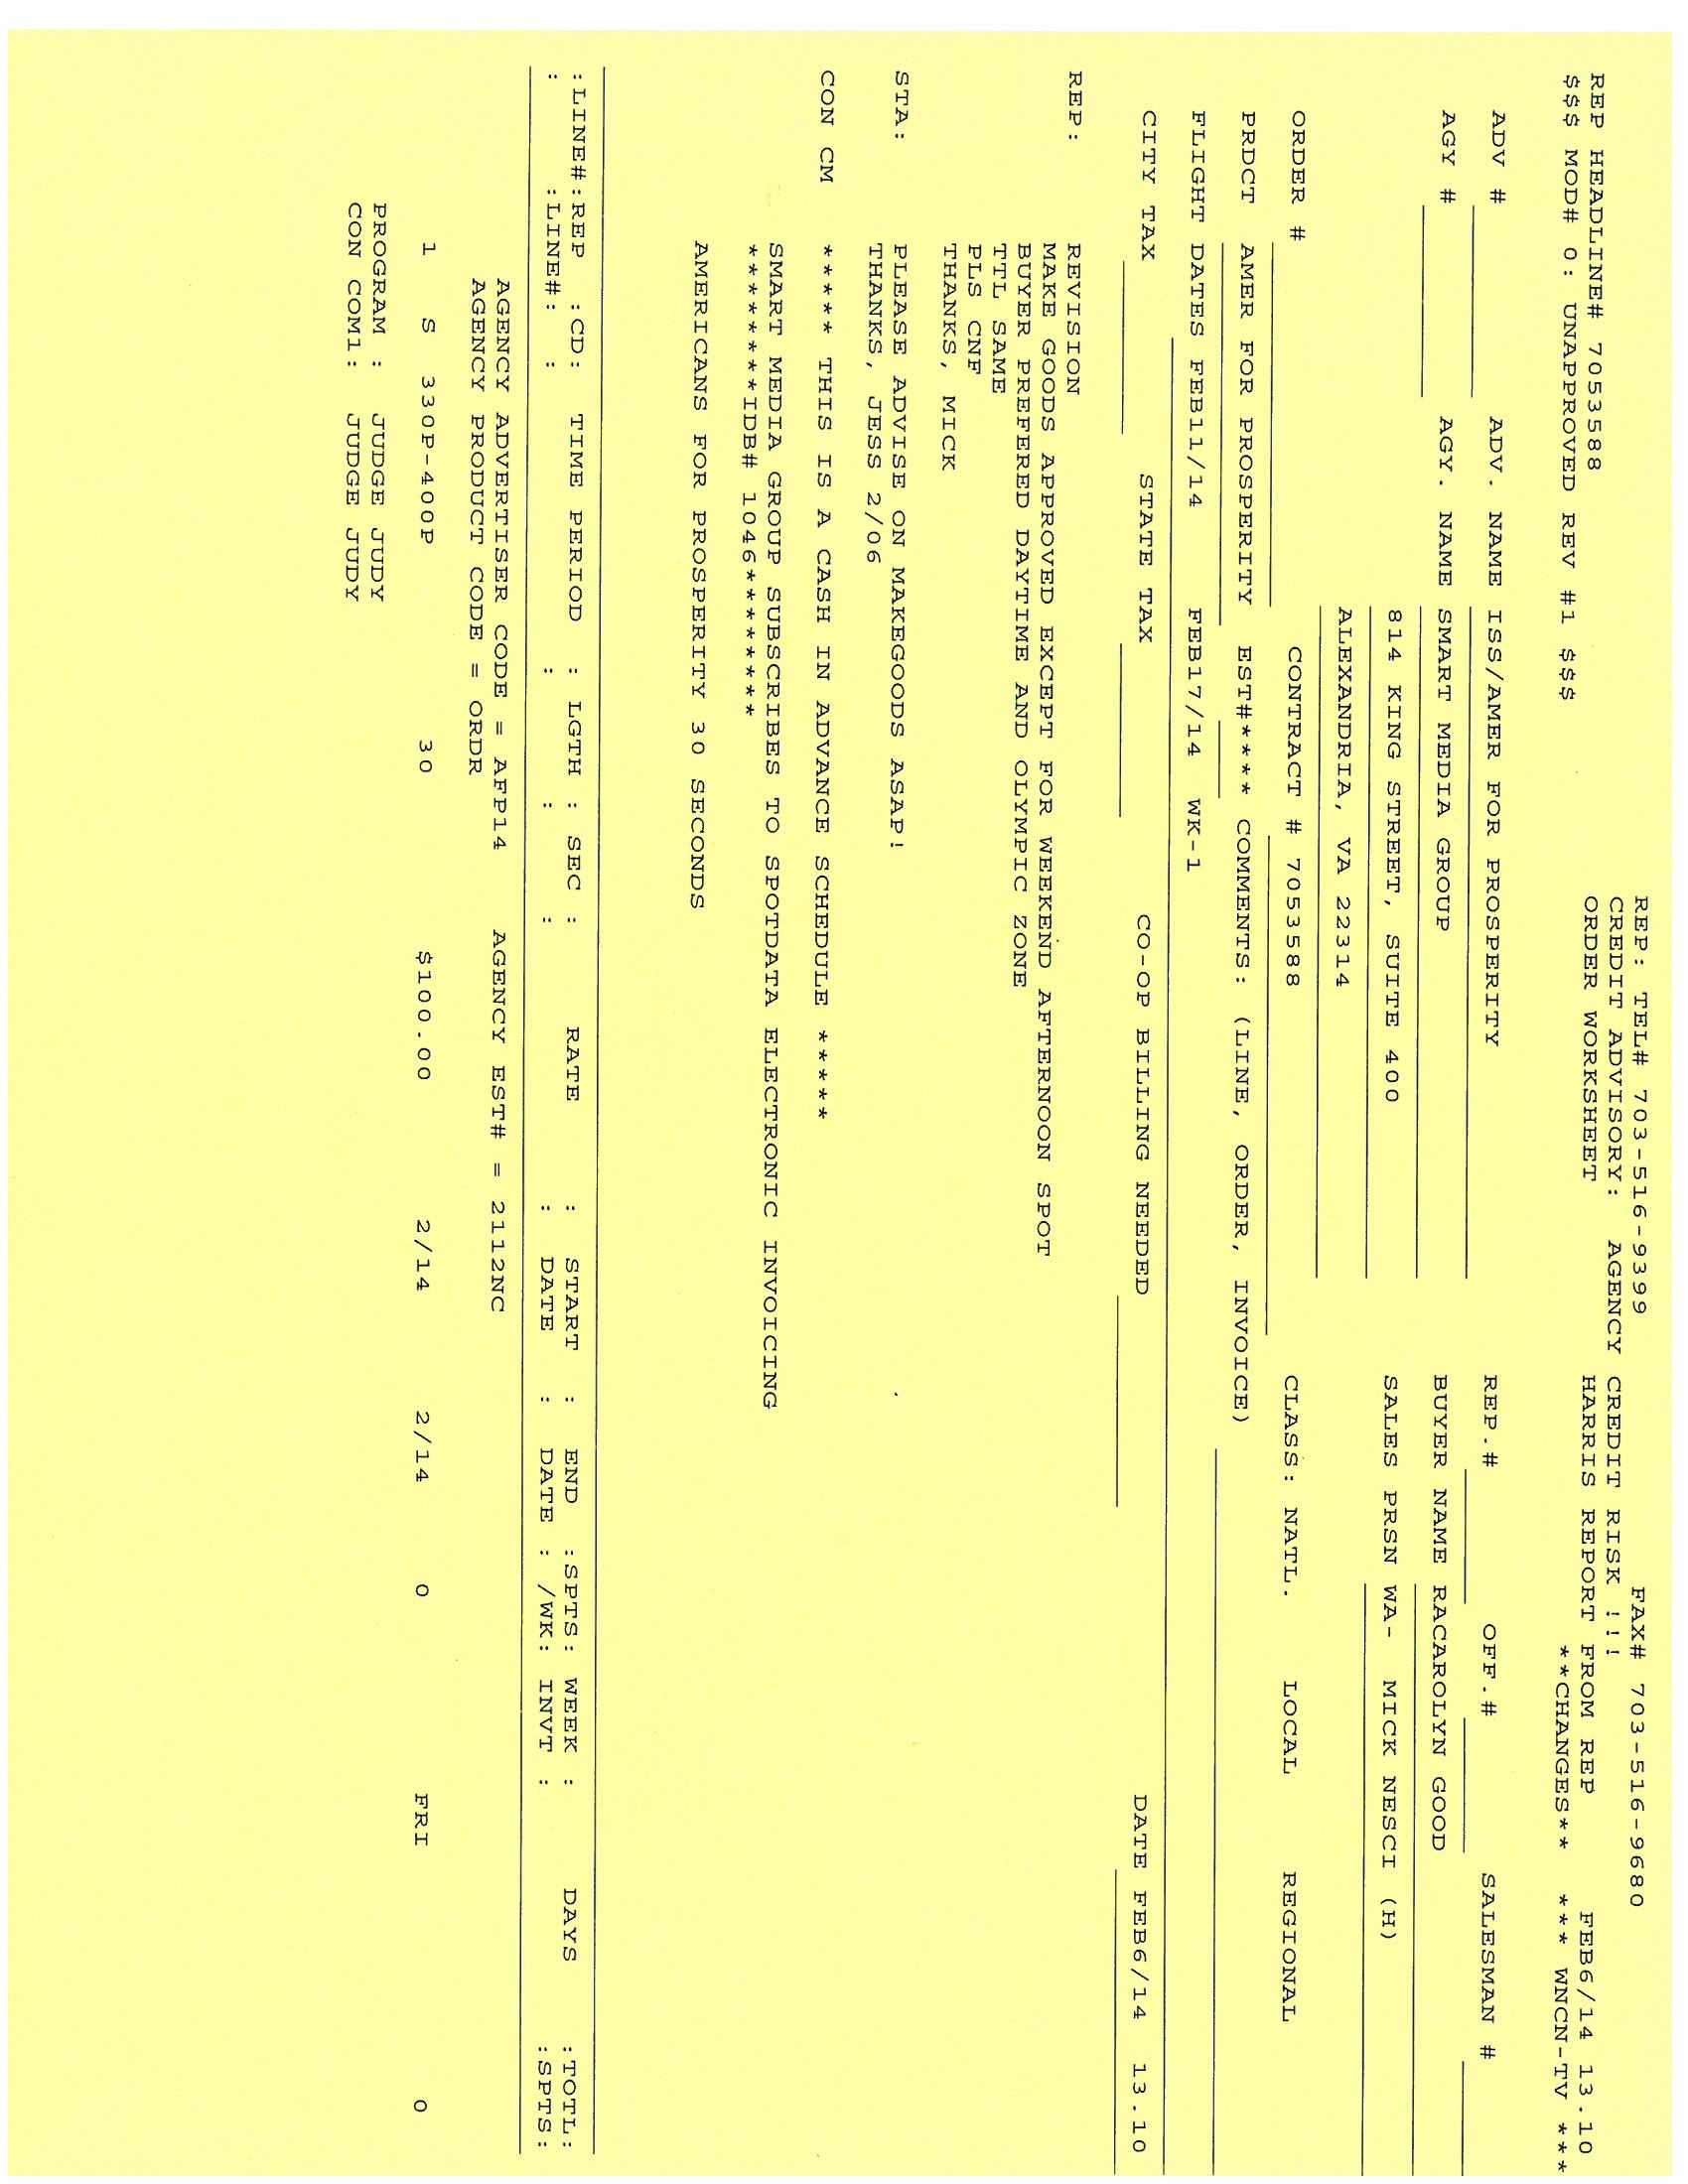 REP: TEL# 703-516-9399 FAX# 703-516-9680
CREDIT ADVISORY: AGENCY CREDIT RISK !!!
REP HEADLINE# 7053588 ORDER WORKSHEET HARRIS REPORT FROM REP FEB6/14 13.10
$$$ MOD# 0: UNAPPROVED REV #1 $$$ **CHANGES** *** WNCN-TV ***
ADV # ADV. NAME ISS/AMER FOR PROSPERITY REP.# OFF.# SALESMAN #
AGY # AGY. NAME SMART MEDIA GROUP BUYER NAME RACAROLYN GOOD
814 KING STREET, SUITE 400 SALES PRSN WA- MICK NESCI (H)
ALEXANDRIA, VA 22314
ORDER # CONTRACT # 7053588 CLASS: NATL. LOCAL REGIONAL
PRDCT AMER FOR PROSPERITY EST#**** COMMENTS: (LINE, ORDER, INVOICE)
FLIGHT DATES FEB11/14 FEB17/14 WK-1
CITY TAX STATE TAX CO-OP BILLING NEEDED DATE FEB6/14 13.10
REP: REVISION
MAKE GOODS APPROVED EXCEPT FOR WEEKEND AFTERNOON SPOT
BUYER PREFERED DAYTIME AND OLYMPIC ZONE
TTL SAME
PLS CNF
THANKS, MICK
STA: PLEASE ADVISE ON MAKEGOODS ASAP!
THANKS, JESS 2/06
CON CM ***** THIS IS A CASH IN ADVANCE SCHEDULE *****
SMART MEDIA GROUP SUBSCRIBES TO SPOTDATA ELECTRONIC INVOICING
*********IDB# 1046*********
AMERICANS FOR PROSPERITY 30 SECONDS
:LINE#:REP :CD: TIME PERIOD : LGTH : SEC : RATE : START : END :SPTS: WEEK : DAYS :TOTL:
: :LINE#: : : : : : DATE : DATE : /WK: INVT : :SPTS:
AGENCY ADVERTISER CODE = AFP14 AGENCY EST# = 2112NC
AGENCY PRODUCT CODE = ORDR
1 S 330P-400P 30 $100.00 2/14 2/14 0 FRI 0
PROGRAM : JUDGE JUDY
CON COM1: JUDGE JUDY